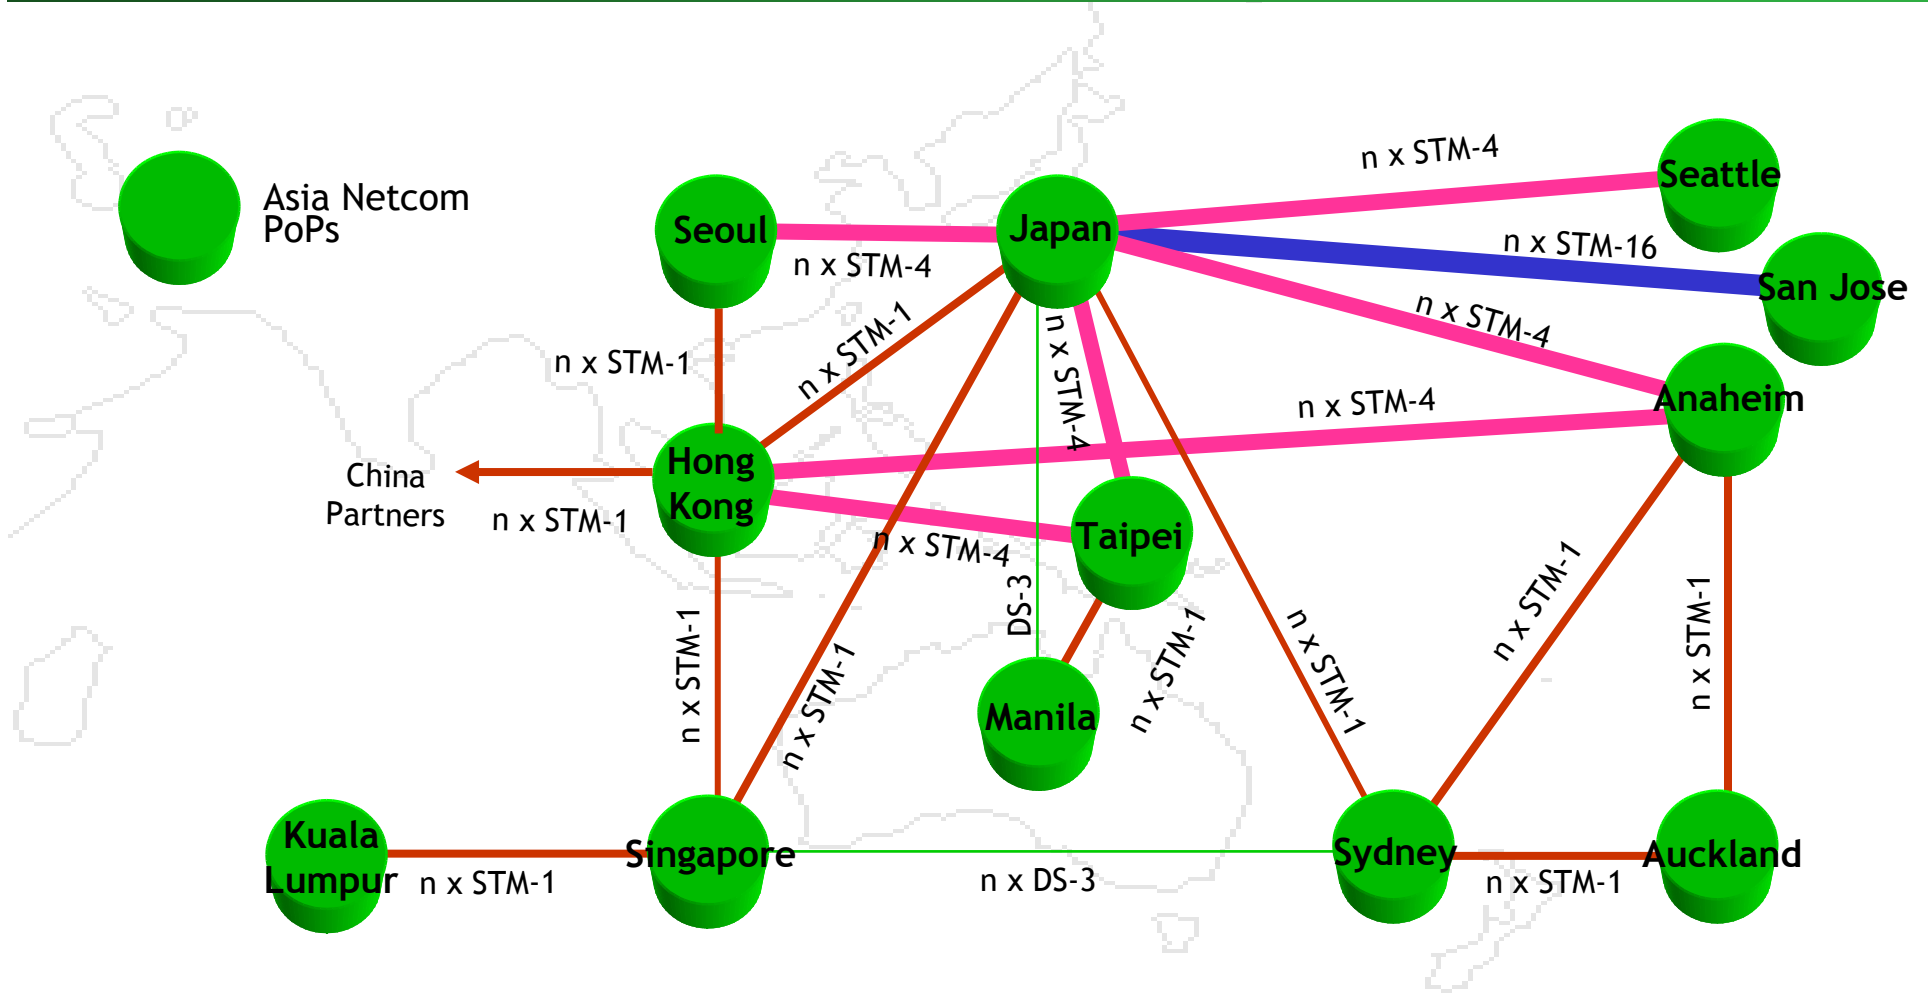 Asia Netcom
PoPs
Seoul
Japan
Seattle
San Jose
Anaheim
Hong
Kong
Taipei
Manila
Kuala
Lumpur
Singapore
Sydney
Auckland
China
Partners
n x STM-4
n x STM-16
n x STM-4
n x STM-4
n x STM-1
n x STM-1
n x STM-4
n x STM-4
n x STM-1
n x STM-4
DS-3
n x STM-1
n x STM-1
n x STM-1
n x STM-1
n x STM-1
n x STM-1
n x STM-1
n x DS-3
n x STM-1